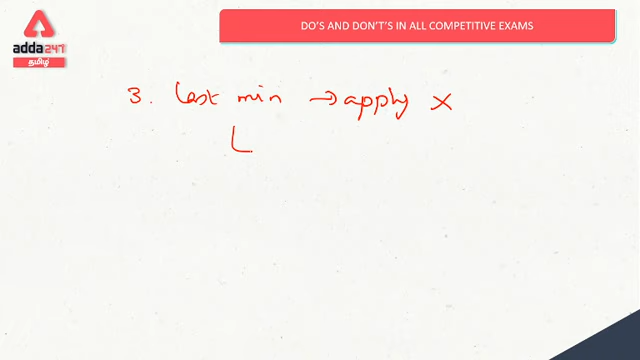 DO'S AND DON'T'S IN ALL COMPETITIVE EXAMS
adda247
தமிழ்
3. Last min → apply ×